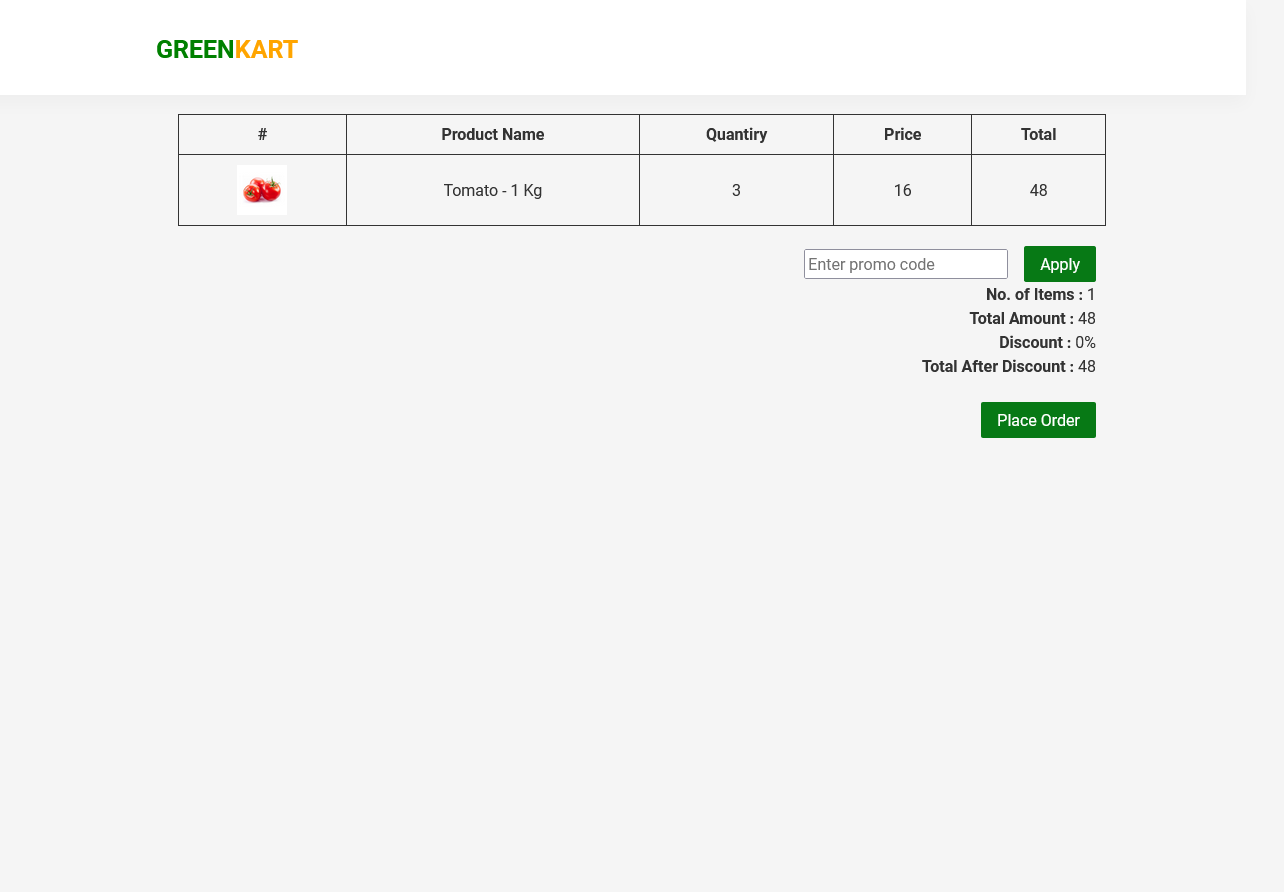 GREENKART
# Product Name Quantiry Price Total
Tomato - 1 Kg 3 16 48
Enter promo code Apply
No. of Items : 1
Total Amount : 48
Discount : 0%
Total After Discount : 48
Place Order